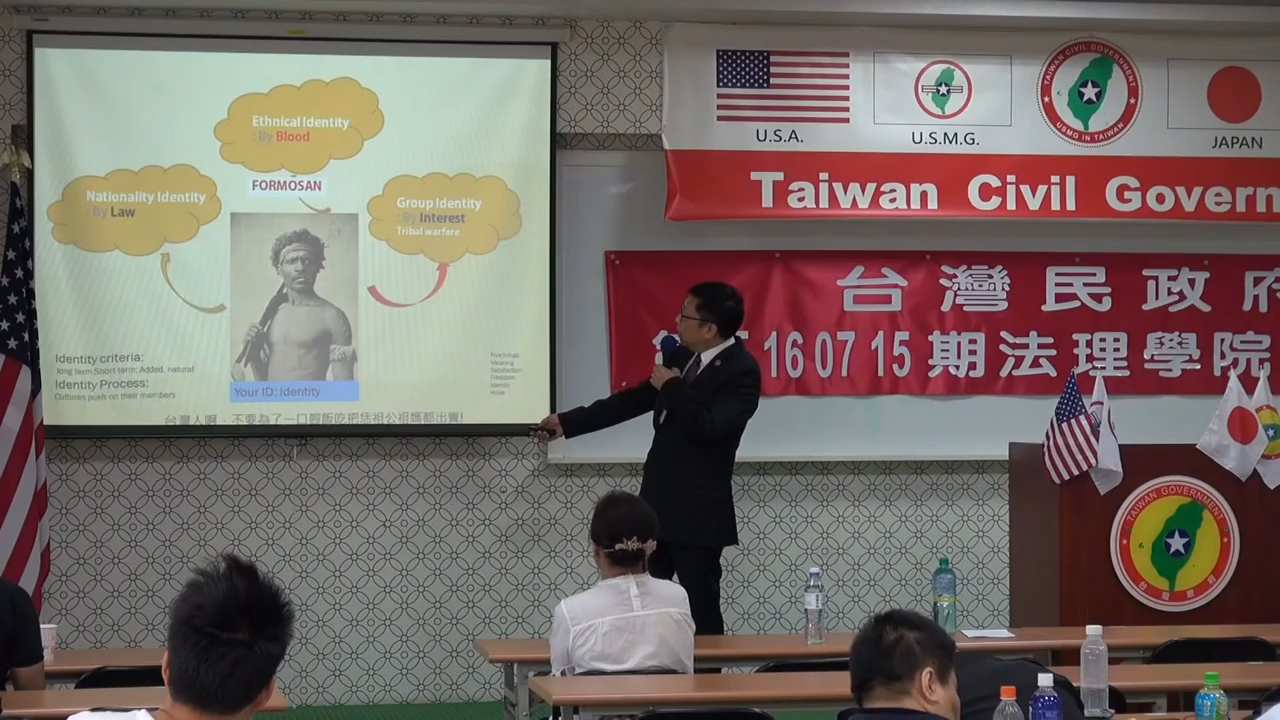 Ethnical Identity
: By Blood
FORMOSAN
Nationality Identity
: By Law
Group Identity
: By Interest
Tribal warfare
Identity criteria:
long term, Short term; Added, natural
Identity Process:
Cultures push on their members
Your ID: Identity
Freedom
Identity
台灣人啊，不要為了一口餿飯吃把恁祖公祖媽都出賣!
U.S.A.
U.S.M.G.
TAIWAN CIVIL GOVERNMENT
USMG IN TAIWAN
JAPAN
Taiwan Civil Govern
台灣民政府
16 07 15 期法理學院
TAIWAN GOVERNMENT
台灣政府